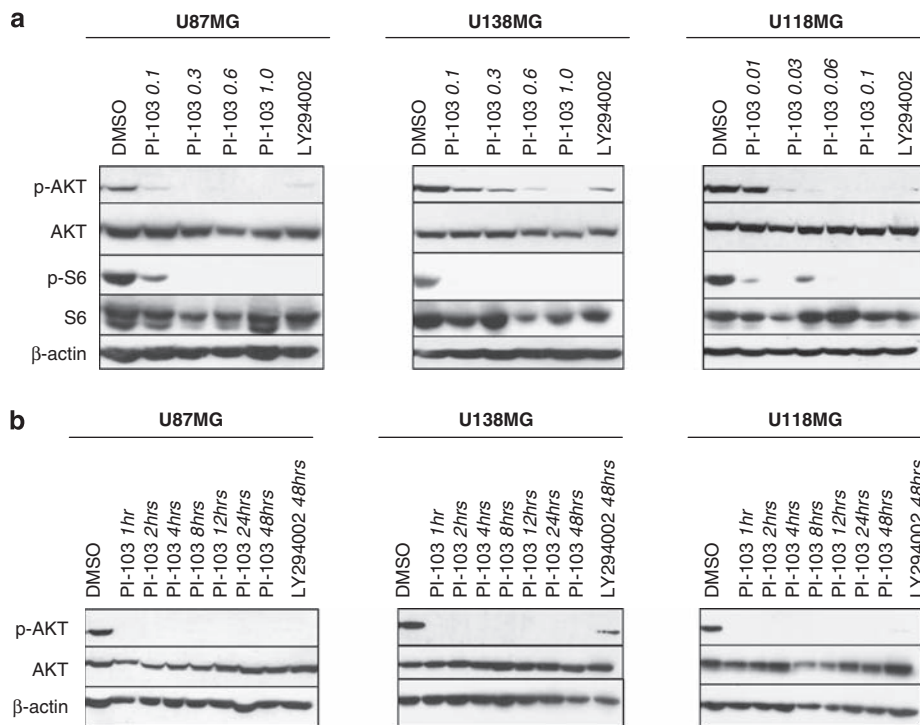 a
U87MG
U138MG
U118MG
DMSO
PI-103 0.1
PI-103 0.3
PI-103 0.6
PI-103 1.0
LY294002
DMSO
PI-103 0.1
PI-103 0.3
PI-103 0.6
PI-103 1.0
LY294002
DMSO
PI-103 0.01
PI-103 0.03
PI-103 0.06
PI-103 0.1
LY294002
p-AKT
AKT
p-S6
S6
β-actin
b
U87MG
U138MG
U118MG
DMSO
PI-103 1hr
PI-103 2hrs
PI-103 4hrs
PI-103 8hrs
PI-103 12hrs
PI-103 24hrs
PI-103 48hrs
LY294002 48hrs
DMSO
PI-103 1hr
PI-103 2hrs
PI-103 4hrs
PI-103 8hrs
PI-103 12hrs
PI-103 24hrs
PI-103 48hrs
LY294002 48hrs
DMSO
PI-103 1hr
PI-103 2hrs
PI-103 4hrs
PI-103 8hrs
PI-103 12hrs
PI-103 24hrs
PI-103 48hrs
LY294002 48hrs
p-AKT
AKT
β-actin